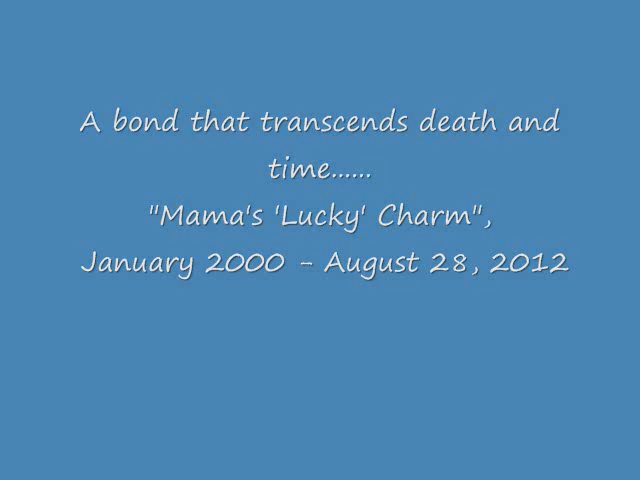 A bond that transcends death and
time......
"Mama's 'Lucky' Charm",
January 2000 - August 28, 2012